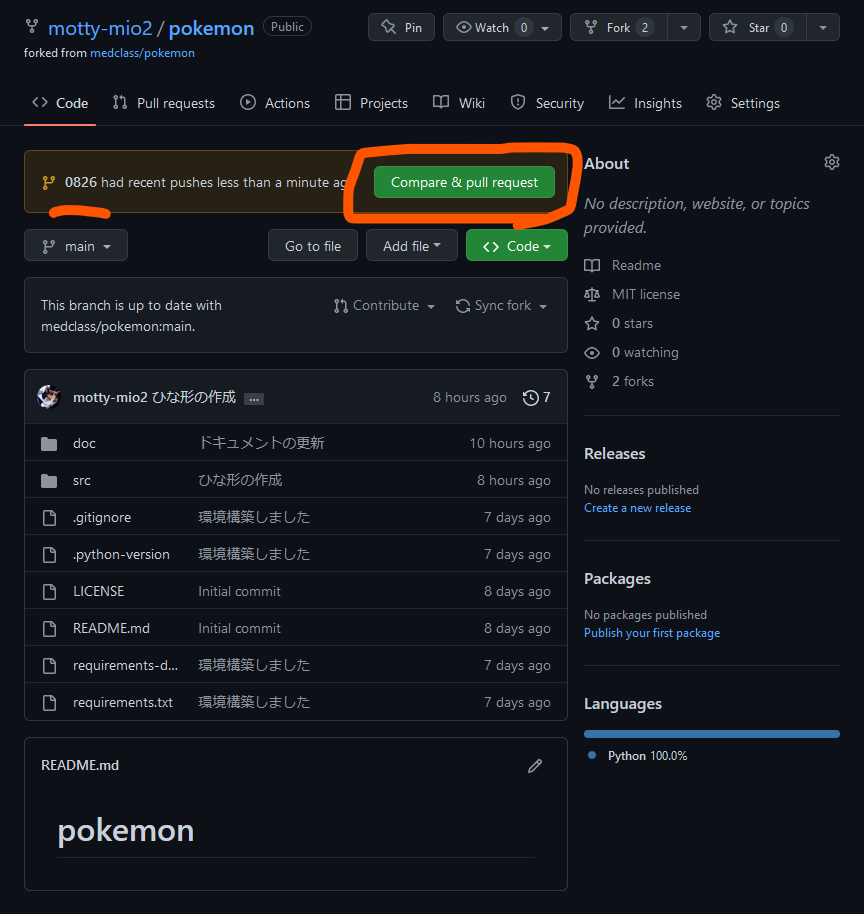 motty-mio2 / pokemon Public Pin Watch 0 Fork 2 Star 0
forked from medclass/pokemon
Code Pull requests Actions Projects Wiki Security Insights Settings
0826 had recent pushes less than a minute ag
Compare & pull request
main Go to file Add file Code
This branch is up to date with
medclass/pokemon:main.
Contribute Sync fork
motty-mio2 ひな形の作成 ... 8 hours ago 7
doc ドキュメントの更新 10 hours ago
src ひな形の作成 8 hours ago
.gitignore 環境構築しました 7 days ago
.python-version 環境構築しました 7 days ago
LICENSE Initial commit 8 days ago
README.md Initial commit 8 days ago
requirements-d... 環境構築しました 7 days ago
requirements.txt 環境構築しました 7 days ago
README.md
pokemon
About
No description, website, or topics
provided.
Readme
MIT license
0 stars
0 watching
2 forks
Releases
No releases published
Create a new release
Packages
No packages published
Publish your first package
Languages
Python 100.0%